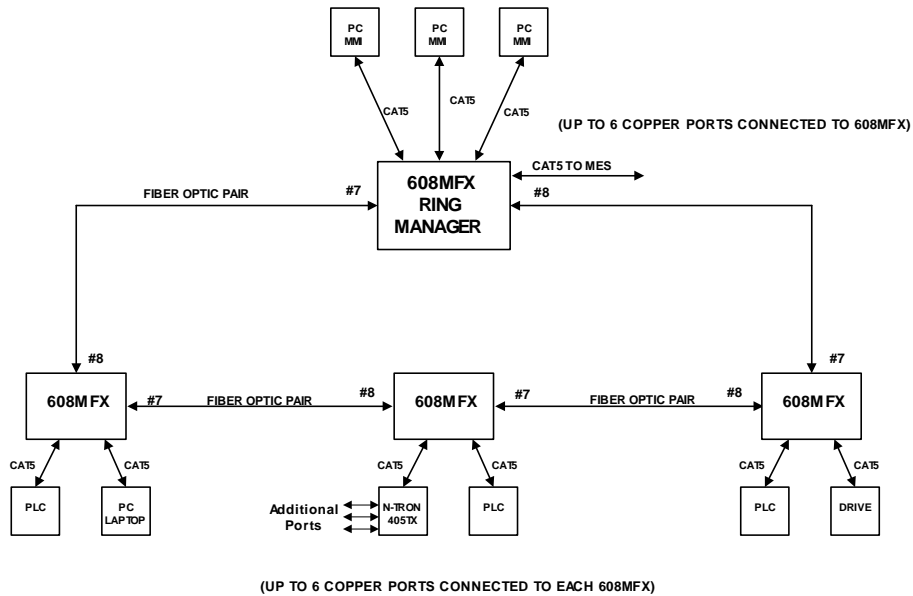 PC
MMI
PC
MMI
PC
MMI
CAT5
CAT5
CAT5
(UP TO 6 COPPER PORTS CONNECTED TO 608MFX)
608MFX
RING
MANAGER
CAT5 TO MES
FIBER OPTIC PAIR
#7
#8
#8
#7
608MFX
#7
FIBER OPTIC PAIR
#8
608MFX
#7
FIBER OPTIC PAIR
#8
608MFX
CAT5
CAT5
CAT5
CAT5
CAT5
CAT5
PLC
PC
LAPTOP
Additional
Ports
N-TRON
405TX
PLC
PLC
DRIVE
(UP TO 6 COPPER PORTS CONNECTED TO EACH 608MFX)